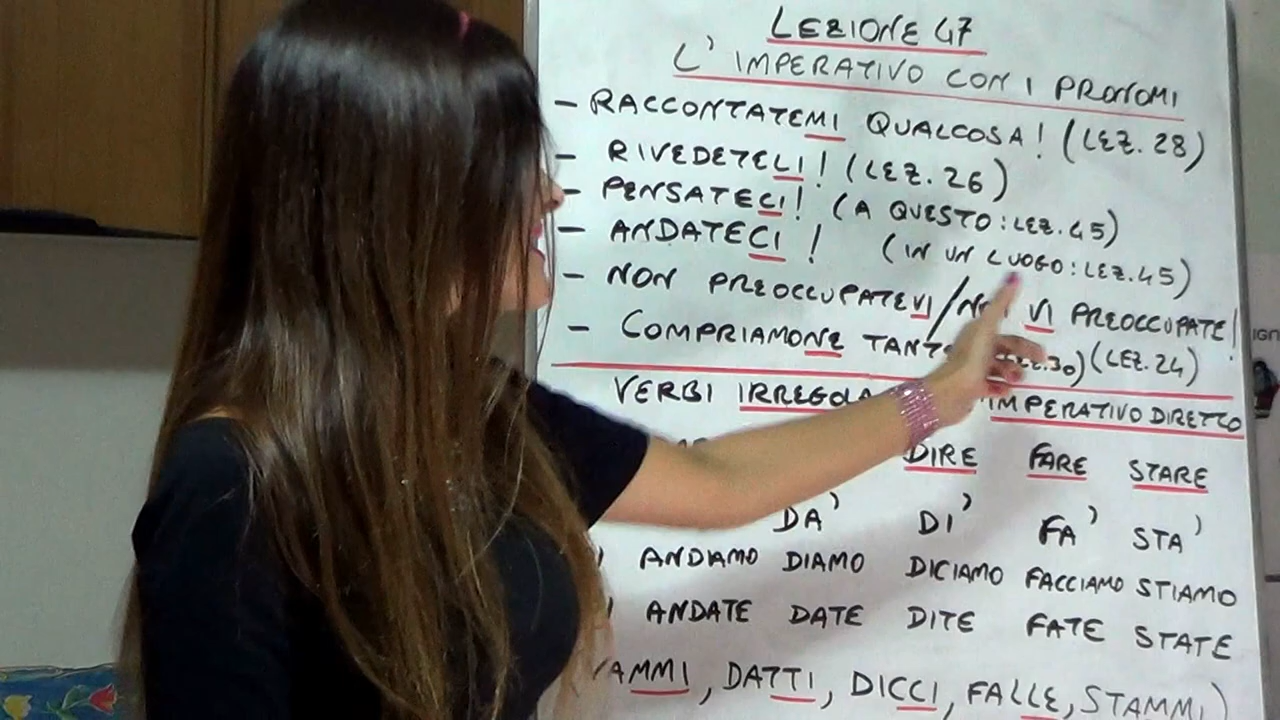 LEZIONE 47
L'IMPERATIVO CON I PRONOMI
- RACCONTATEMI QUALCOSA! (LEZ. 28)
- RIVEDETELI! (LEZ. 26)
- PENSATECI! (A QUESTO: LEZ. 45)
- ANDATECI! (IN UN LUOGO: LEZ. 45)
- NON PREOCCUPATEVI/ VI PREOCCUPATE!
- COMPRIAMONE (LEZ. 24)
VERBI IMPERATIVO DIRETTO
DIRE FARE STARE
DA' DI' FA' STA'
ANDIAMO DIAMO DICIAMO FACCIAMO STIAMO
ANDATE DATE DITE FATE STATE
DATTI, DICCI, FALLE, STAMMI)